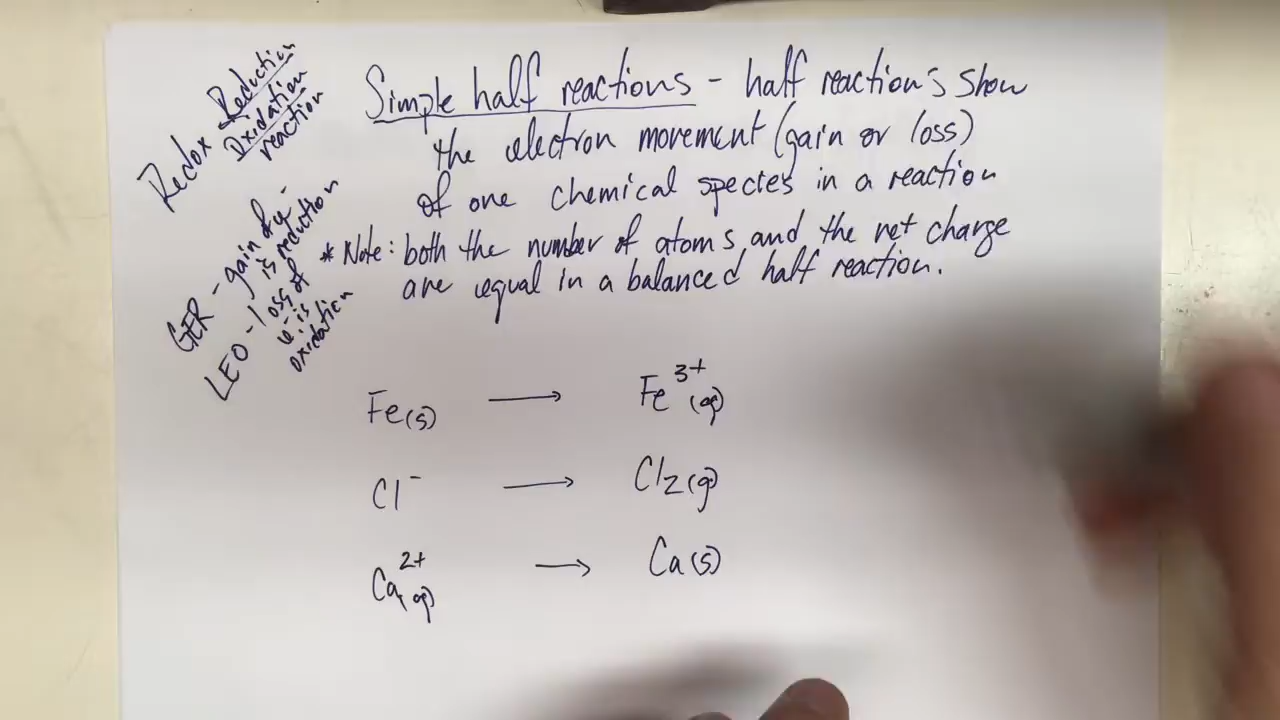 Redox Reduction
Oxidation
reaction
GER - gain of e-
is reduction
LEO - loss of
e- is
oxidation
Simple half reactions - half reaction's show
the electron movement (gain or loss)
of one chemical species in a reaction
* Note: both the number of atoms and the net charge
are equal in a balanced half reaction.
Fe(s) → Fe³⁺(aq)
Cl⁻ → Cl₂(g)
Ca²⁺(aq) → Ca(s)